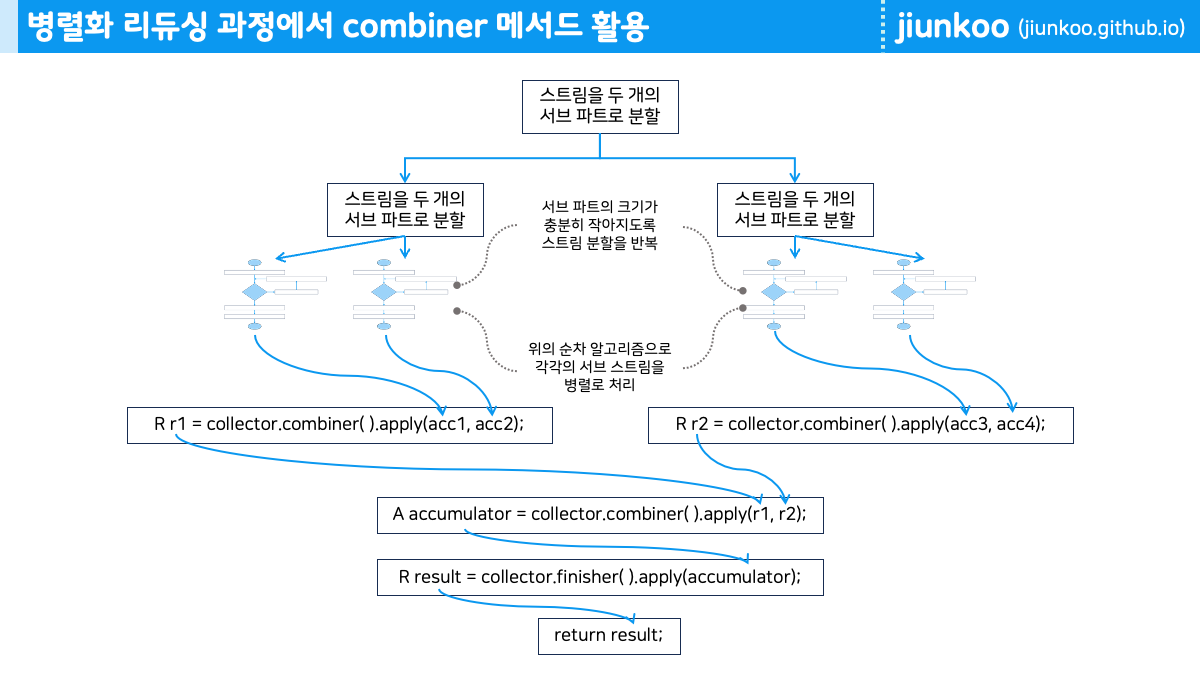 병렬화 리듀싱 과정에서 combiner 메서드 활용
jiunkoo (jiunkoo.github.io)
스트림을 두 개의
서브 파트로 분할
스트림을 두 개의
서브 파트로 분할
스트림을 두 개의
서브 파트로 분할
서브 파트의 크기가
충분히 작아지도록
스트림 분할을 반복
위의 순차 알고리즘으로
각각의 서브 스트림을
병렬로 처리
R r1 = collector.combiner( ).apply(acc1, acc2);
R r2 = collector.combiner( ).apply(acc3, acc4);
A accumulator = collector.combiner( ).apply(r1, r2);
R result = collector.finisher( ).apply(accumulator);
return result;